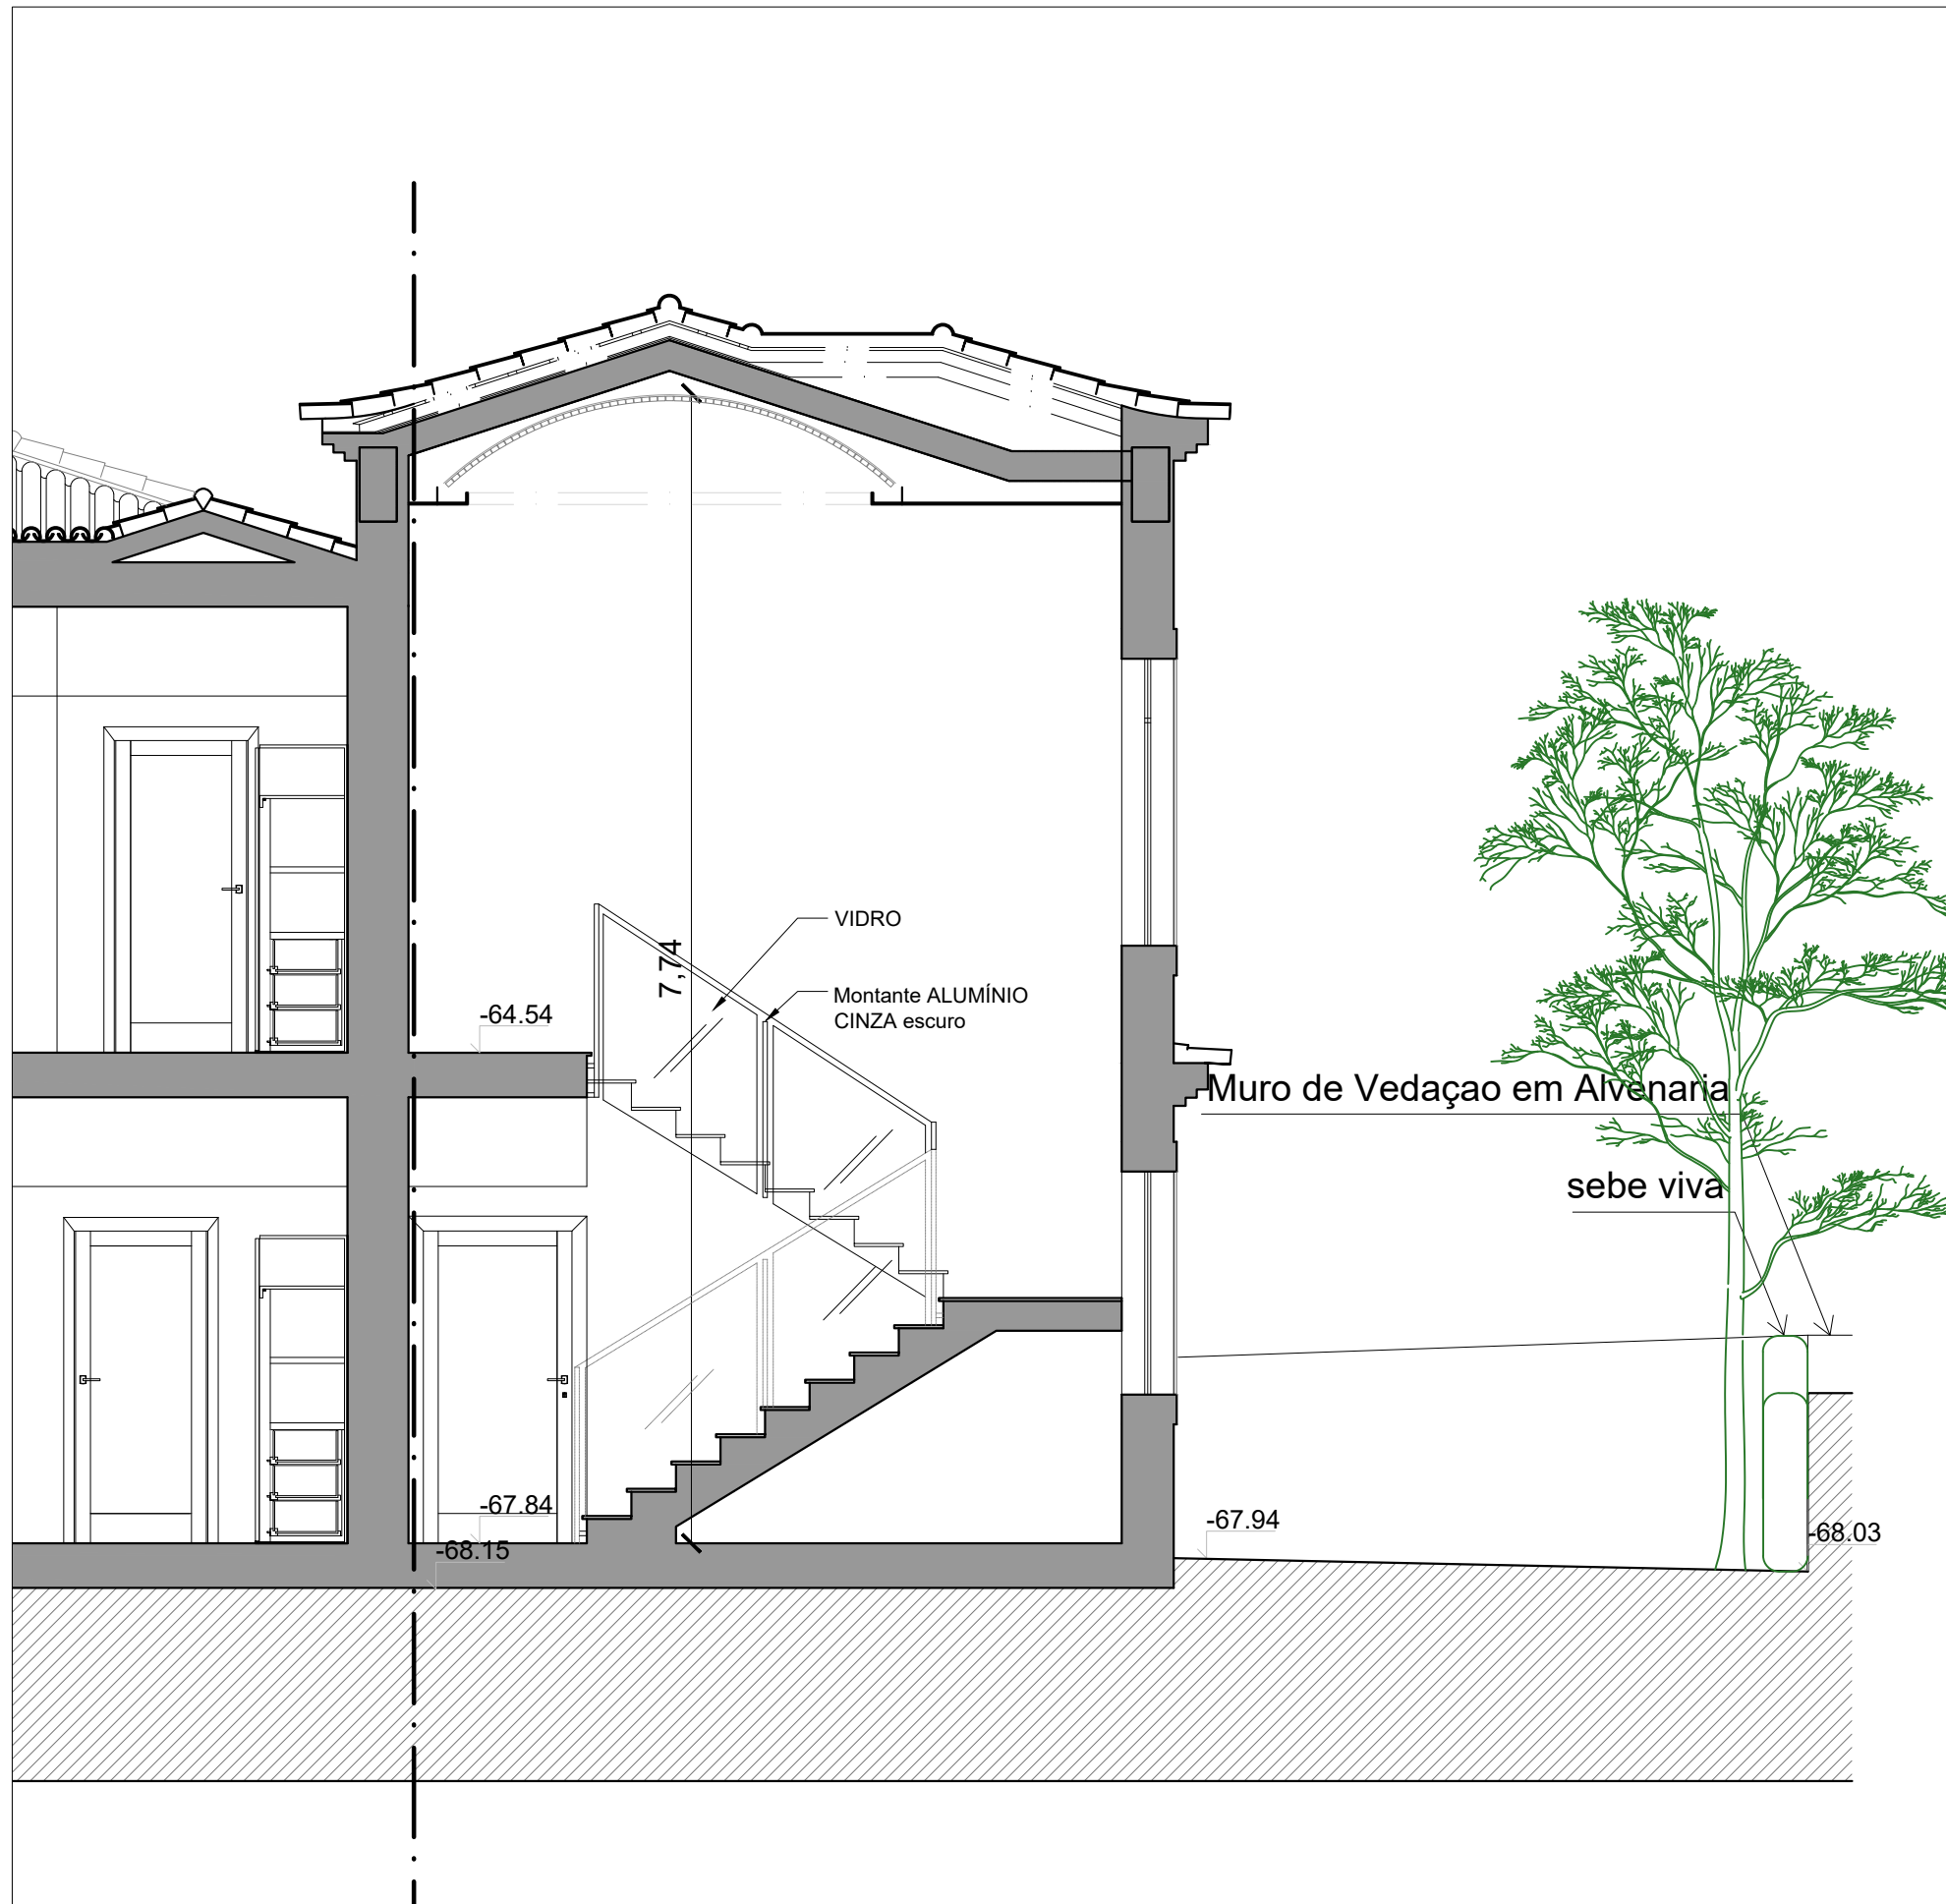 VIDRO
7,74
Montante ALUMÍNIO
CINZA escuro
-64.54
Muro de Vedaçao em Alvenaria
sebe viva
-67.84
-68.15
-67.94
-68.03